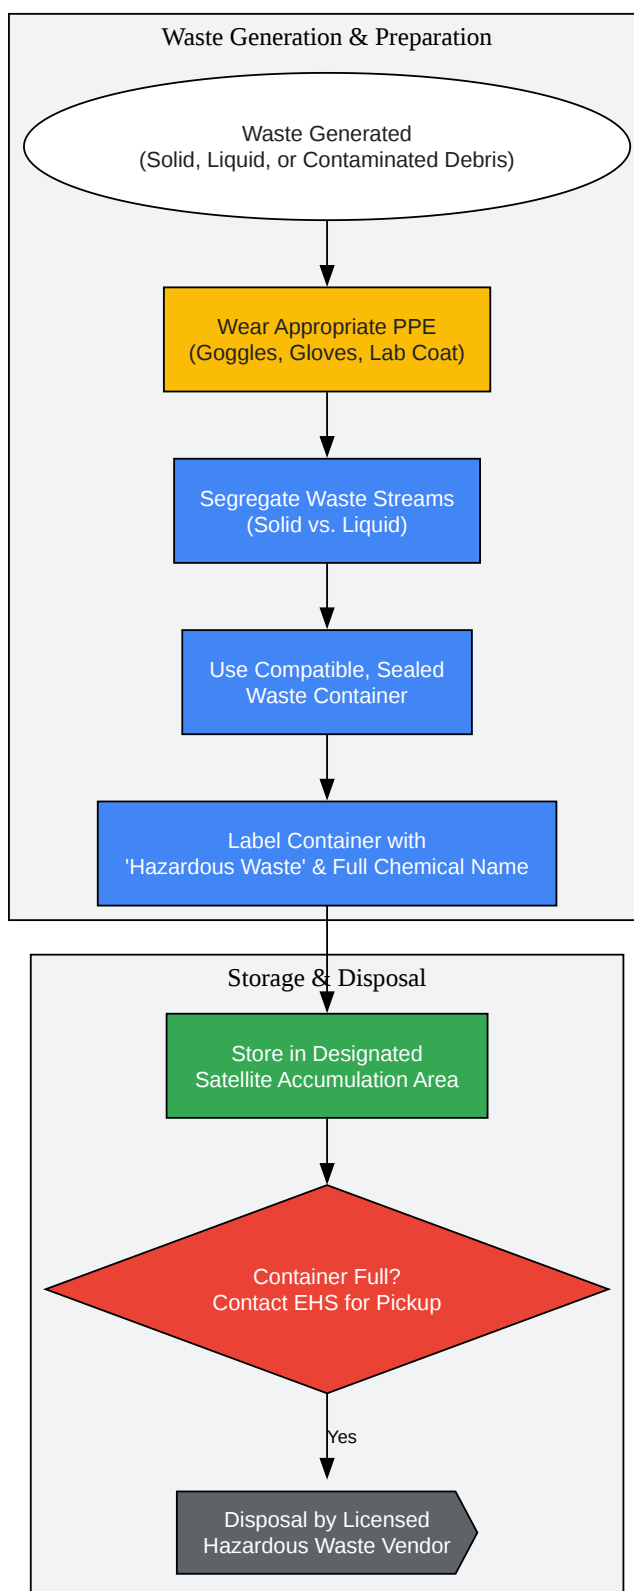 Waste Generation & Preparation
Waste Generated
(Solid, Liquid, or Contaminated Debris)
Wear Appropriate PPE
(Goggles, Gloves, Lab Coat)
Segregate Waste Streams
(Solid vs. Liquid)
Use Compatible, Sealed
Waste Container
Label Container with
'Hazardous Waste' & Full Chemical Name
Storage & Disposal
Store in Designated
Satellite Accumulation Area
Container Full?
Contact EHS for Pickup
Yes
Disposal by Licensed
Hazardous Waste Vendor